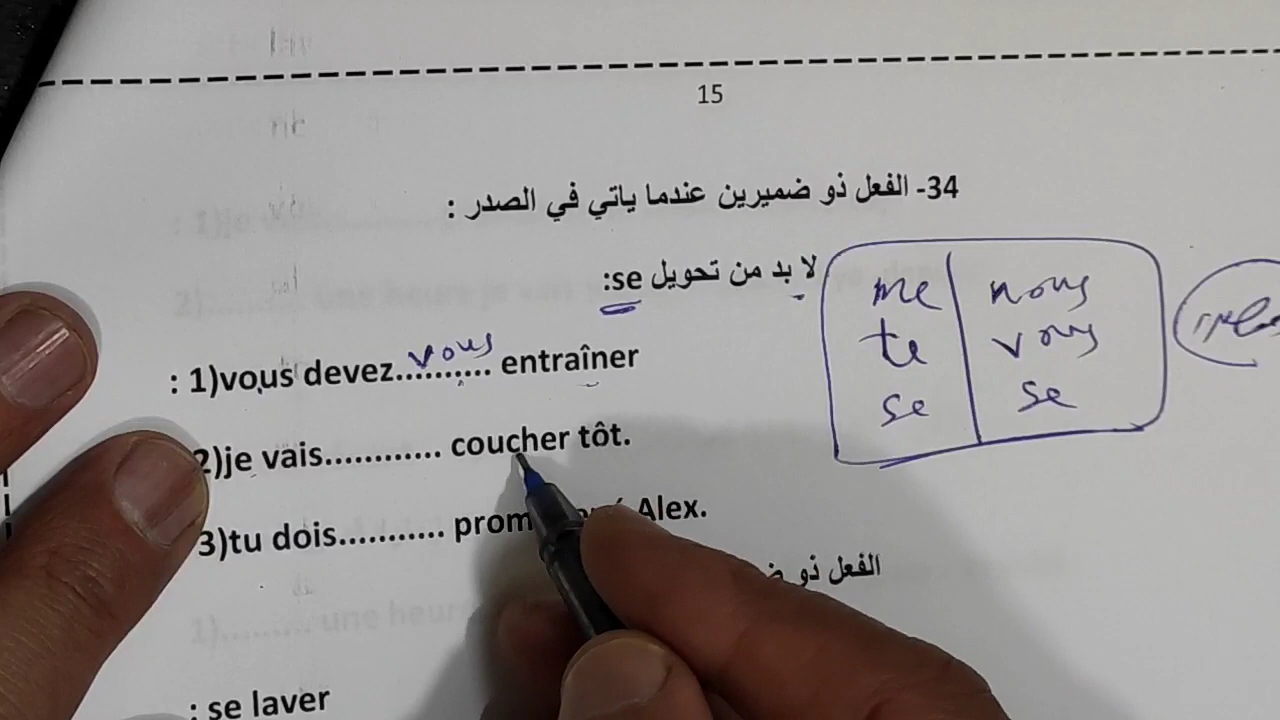 15
34- الفعل ذو ضميرين عندما ياتي في الصدر :
لا بد من تحويل se:
me nous
te vous
se se
: 1)vous devez..........vous entraîner
2)je vais............ coucher tôt.
3)tu dois........... Alex.
الفعل ذو
: se laver